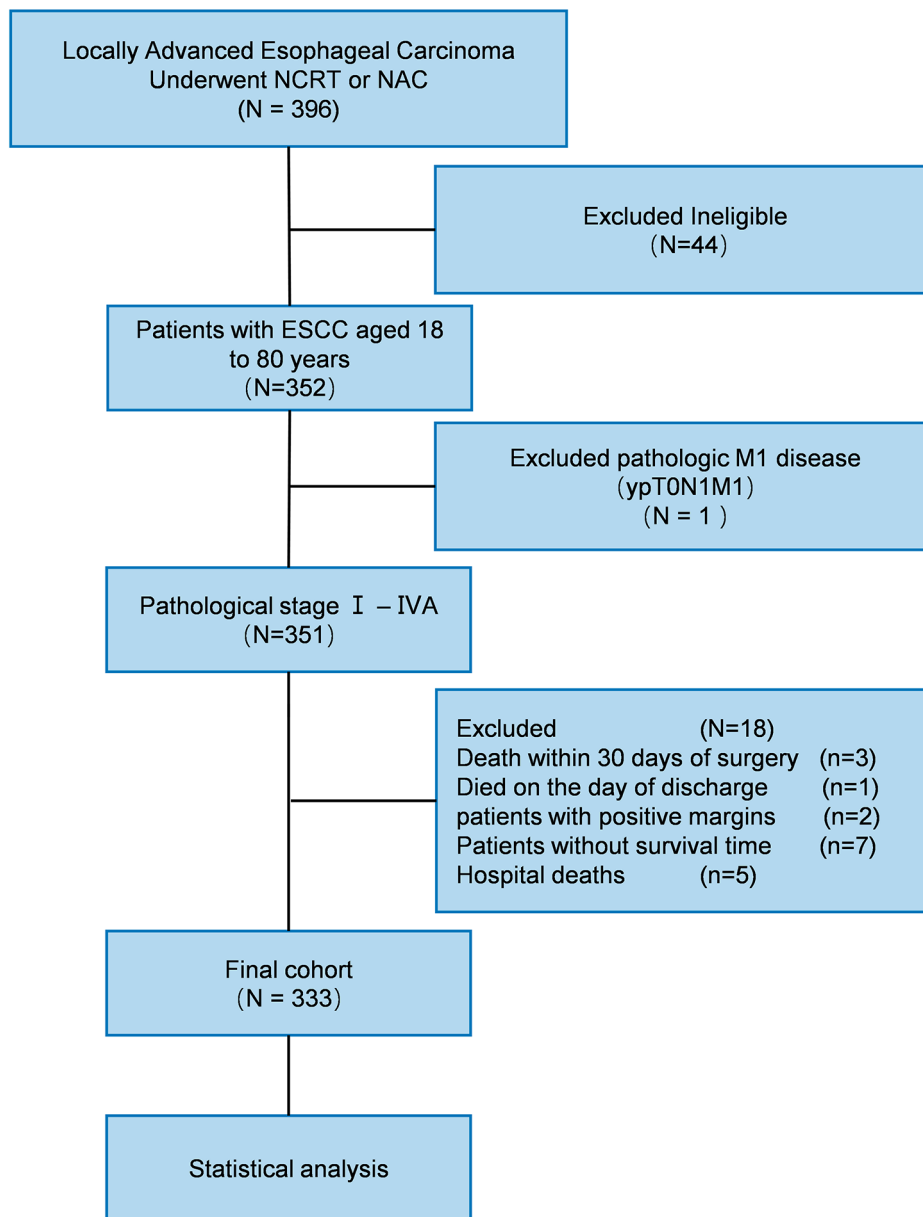 Locally Advanced Esophageal Carcinoma
Underwent NCRT or NAC
(N = 396)
Excluded Ineligible
(N=44)
Patients with ESCC aged 18
to 80 years
(N=352)
Excluded pathologic M1 disease
(ypT0N1M1)
(N = 1 )
Pathological stage Ⅰ – IVA
(N=351)
Excluded (N=18)
Death within 30 days of surgery (n=3)
Died on the day of discharge (n=1)
patients with positive margins (n=2)
Patients without survival time (n=7)
Hospital deaths (n=5)
Final cohort
(N = 333)
Statistical analysis